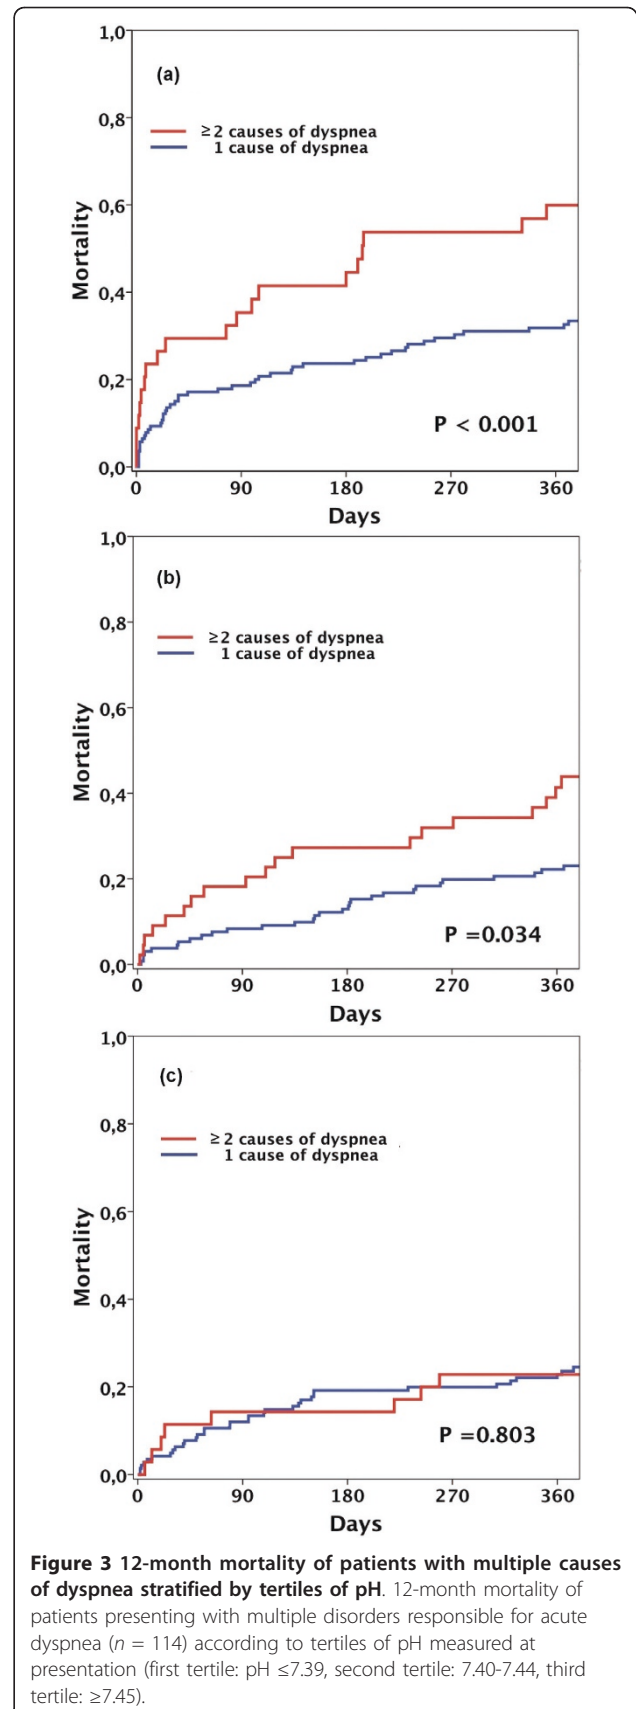 (a)
≥2 causes of dyspnea
1 cause of dyspnea
Mortality
1,0
0,8
0,6
0,4
0,2
0,0
P < 0.001
0 90 180 270 360
Days
(b)
≥2 causes of dyspnea
1 cause of dyspnea
Mortality
1,0
0,8
0,6
0,4
0,2
0,0
P =0.034
0 90 180 270 360
Days
(c)
≥2 causes of dyspnea
1 cause of dyspnea
Mortality
1,0
0,8
0,6
0,4
0,2
0,0
P =0.803
0 90 180 270 360
Days
Figure 3 12-month mortality of patients with multiple causes
of dyspnea stratified by tertiles of pH. 12-month mortality of
patients presenting with multiple disorders responsible for acute
dyspnea (n = 114) according to tertiles of pH measured at
presentation (first tertile: pH ≤7.39, second tertile: 7.40-7.44, third
tertile: ≥7.45).